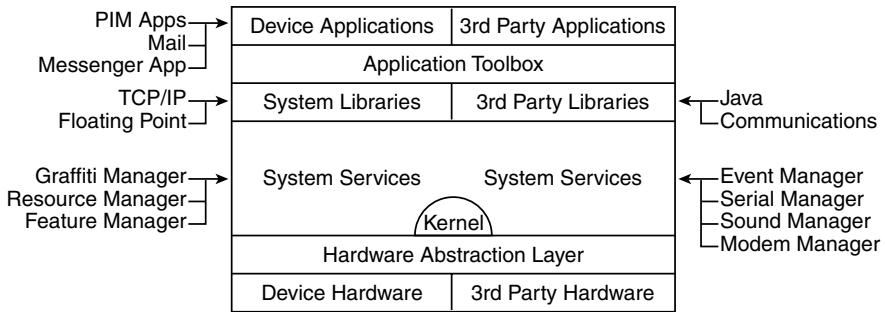 PIM Apps
Mail
Messenger App
Device Applications
3rd Party Applications
Application Toolbox
TCP/IP
Floating Point
System Libraries
3rd Party Libraries
Java
Communications
Graffiti Manager
Resource Manager
Feature Manager
System Services
System Services
Event Manager
Serial Manager
Sound Manager
Modem Manager
Kernel
Hardware Abstraction Layer
Device Hardware
3rd Party Hardware